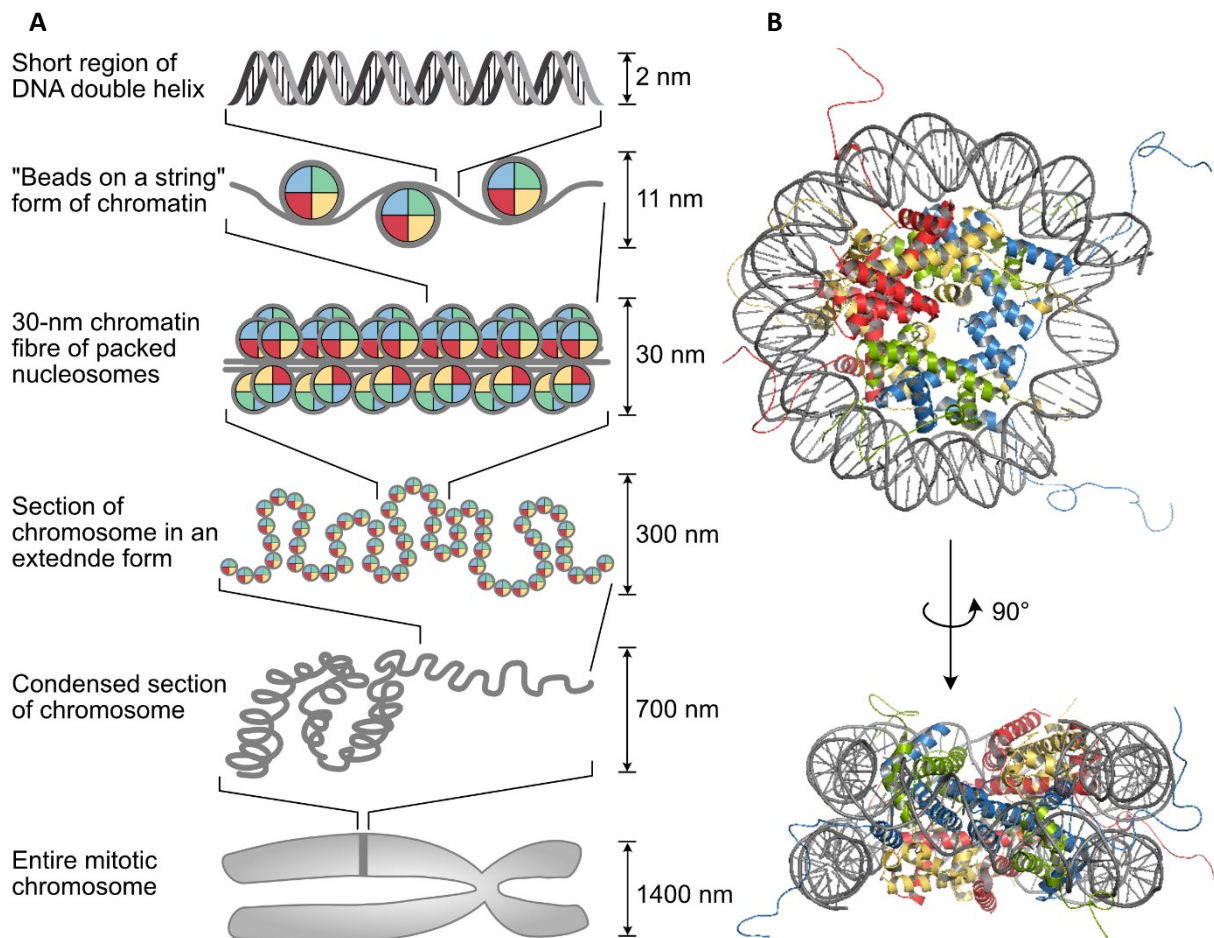 A
Short region of
DNA double helix
2 nm
"Beads on a string"
form of chromatin
11 nm
30-nm chromatin
fibre of packed
nucleosomes
30 nm
Section of
chromosome in an
extednde form
300 nm
Condensed section
of chromosome
700 nm
Entire mitotic
chromosome
1400 nm
B
90°